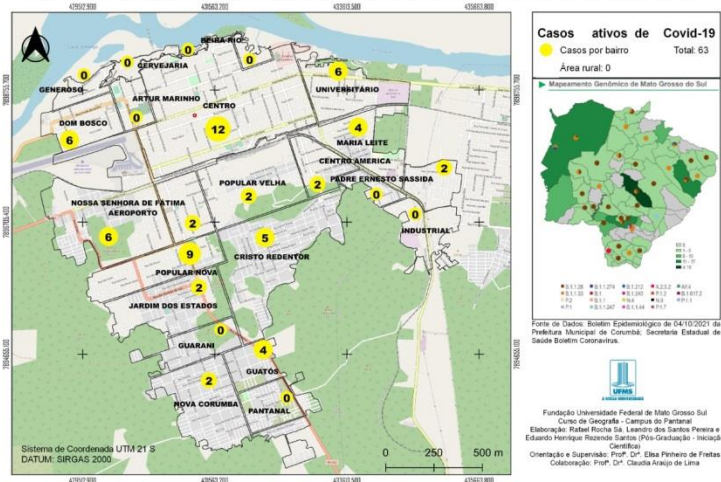 Casos ativos de Covid-19
Casos por bairro Total: 63
Área rural: 0
Mapeamento Genômico de Mato Grosso do Sul
BEIRA RIO
0
0
CERVEJARIA
0
0
GENEROSO
6
UNIVERSITÁRIO
ARTUR MARINHO
0
CENTRO
DOM BOSCO
6
12
4
MARIA LEITE
CENTRO AMERICA
2
PADRE ERNESTO SASSIDA
POPULAR VELHA
2
2
0
NOSSA SENHORA DE FÁTIMA
AEROPORTO
2
0
INDUSTRIAL
6
5
CRISTO REDENTOR
9
POPULAR NOVA
2
JARDIM DOS ESTADOS
0
GUARANI
4
GUATÓS
2
NOVA CORUMBÁ
0
PANTANAL
Sistema de Coordenada UTM 21 S
DATUM: SIRGAS 2000
0 250 500 m
Fonte de Dados: Boletim Epidemiológico de 04/10/2021 da
Prefeitura Municipal de Corumbá; Secretaria Estadual de
Saúde Boletim Coronavírus.
UFMS
Fundação Universidade Federal de Mato Grosso Sul
Curso de Geografia - Campus do Pantanal
Elaboração: Rafael Rocha Sá, Leandro dos Santos Pereira e
Eduardo Henrique Rezende Santos (Pós-Graduação - Iniciaçã
Científica)
Orientação e Supervisão: Profª. Drª. Elisa Pinheiro de Freitas
Colaboração: Profª. Drª. Claudia Araújo de Lima